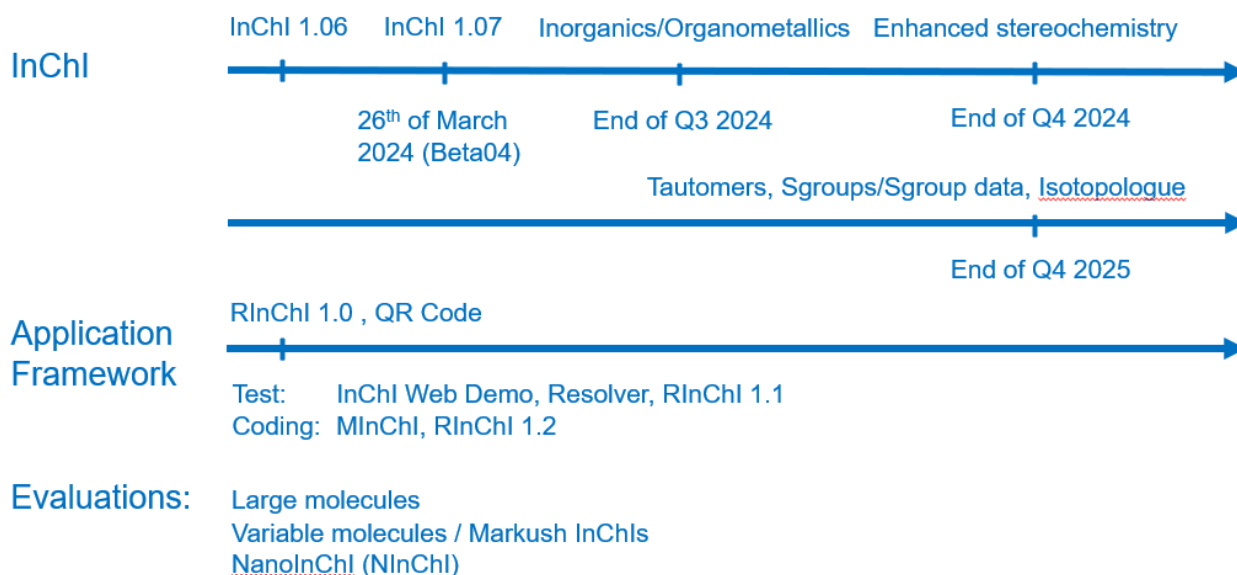 InChI 1.06 InChI 1.07 Inorganics/Organometallics Enhanced stereochemistry
InChI
26th of March
2024 (Beta04)
End of Q3 2024
End of Q4 2024
Tautomers, Sgroups/Sgroup data, Isotopologue
End of Q4 2025
RInChI 1.0 , QR Code
Application
Framework
Test: InChI Web Demo, Resolver, RInChI 1.1
Coding: MInChI, RInChI 1.2
Evaluations:
Large molecules
Variable molecules / Markush InChIs
NanoInChI (NInChI)